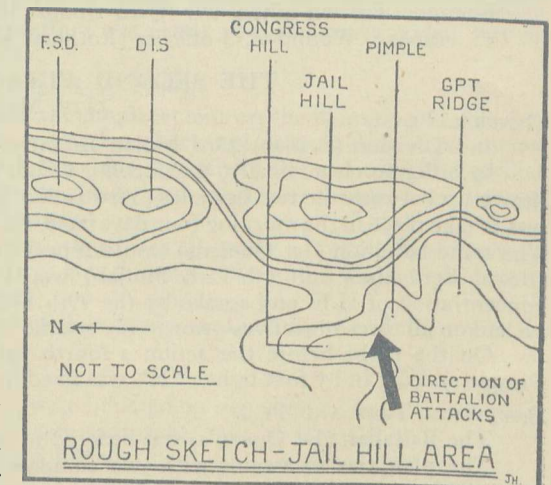 F.S.D.
D.I.S
CONGRESS
HILL
JAIL
HILL
PIMPLE
GPT
RIDGE
N
NOT TO SCALE
DIRECTION OF
BATTALION
ATTACKS
ROUGH SKETCH-JAIL HILL AREA
JH.